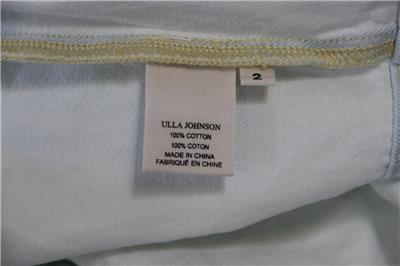 2
ULLA JOHNSON
100% COTTON
100% COTON
MADE IN CHINA
FABRIQUÉ EN CHINE